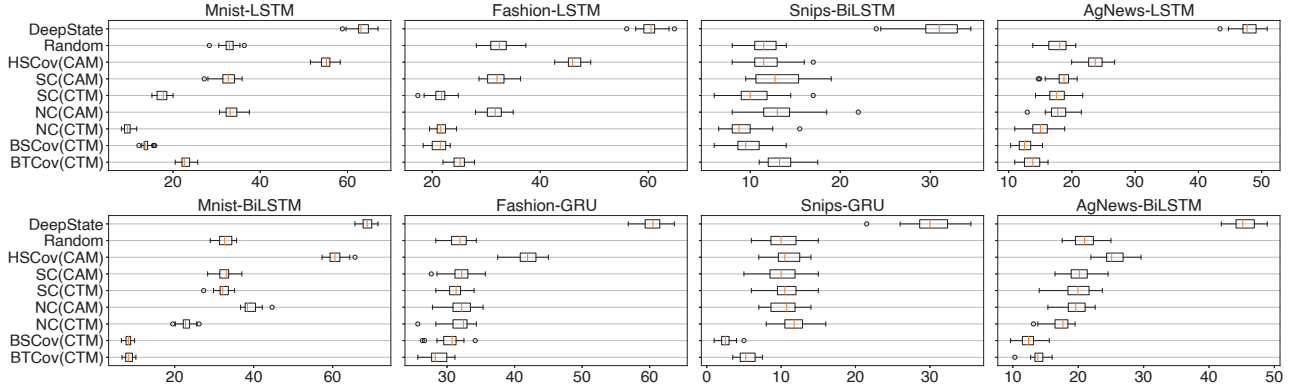 Mnist-LSTM Fashion-LSTM Snips-BiLSTM AgNews-LSTM
DeepState
Random
HSCov(CAM)
SC(CAM)
SC(CTM)
NC(CAM)
NC(CTM)
BSCov(CTM)
BTCov(CTM)
20 40 60 20 40 60 10 20 30 10 20 30 40 50
Mnist-BiLSTM Fashion-GRU Snips-GRU AgNews-BiLSTM
DeepState
Random
HSCov(CAM)
SC(CAM)
SC(CTM)
NC(CAM)
NC(CTM)
BSCov(CTM)
BTCov(CTM)
20 40 60 30 40 50 60 0 10 20 30 10 20 30 40 50